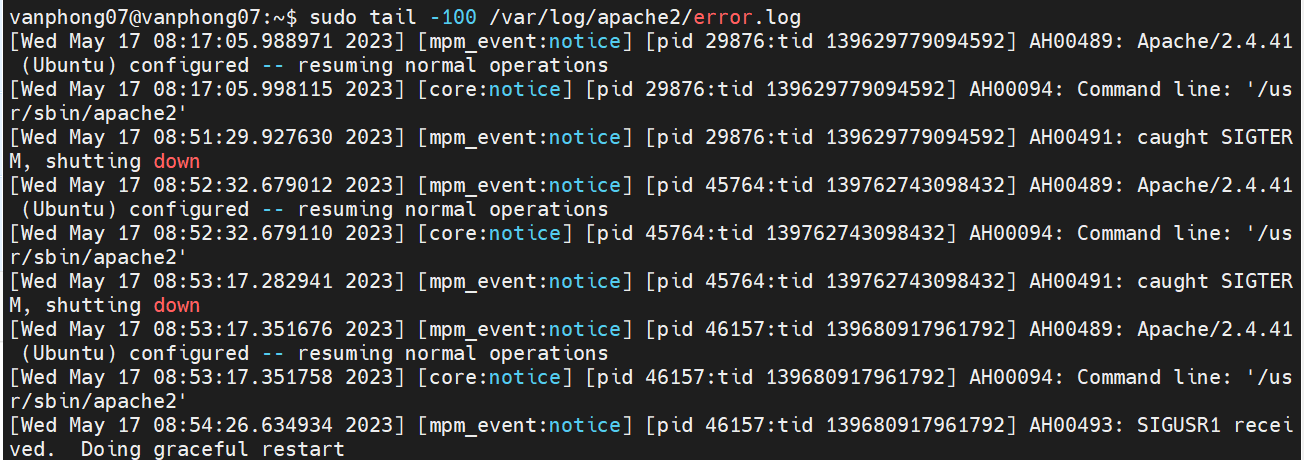 vanphong07@vanphong07:~$ sudo tail -100 /var/log/apache2/error.log
[Wed May 17 08:17:05.988971 2023] [mpm_event:notice] [pid 29876:tid 139629779094592] AH00489: Apache/2.4.41
 (Ubuntu) configured -- resuming normal operations
[Wed May 17 08:17:05.998115 2023] [core:notice] [pid 29876:tid 139629779094592] AH00094: Command line: '/us
r/sbin/apache2'
[Wed May 17 08:51:29.927630 2023] [mpm_event:notice] [pid 29876:tid 139629779094592] AH00491: caught SIGTER
M, shutting down
[Wed May 17 08:52:32.679012 2023] [mpm_event:notice] [pid 45764:tid 139762743098432] AH00489: Apache/2.4.41
 (Ubuntu) configured -- resuming normal operations
[Wed May 17 08:52:32.679110 2023] [core:notice] [pid 45764:tid 139762743098432] AH00094: Command line: '/us
r/sbin/apache2'
[Wed May 17 08:53:17.282941 2023] [mpm_event:notice] [pid 45764:tid 139762743098432] AH00491: caught SIGTER
M, shutting down
[Wed May 17 08:53:17.351676 2023] [mpm_event:notice] [pid 46157:tid 139680917961792] AH00489: Apache/2.4.41
 (Ubuntu) configured -- resuming normal operations
[Wed May 17 08:53:17.351758 2023] [core:notice] [pid 46157:tid 139680917961792] AH00094: Command line: '/us
r/sbin/apache2'
[Wed May 17 08:54:26.634934 2023] [mpm_event:notice] [pid 46157:tid 139680917961792] AH00493: SIGUSR1 recei
ved.  Doing graceful restart